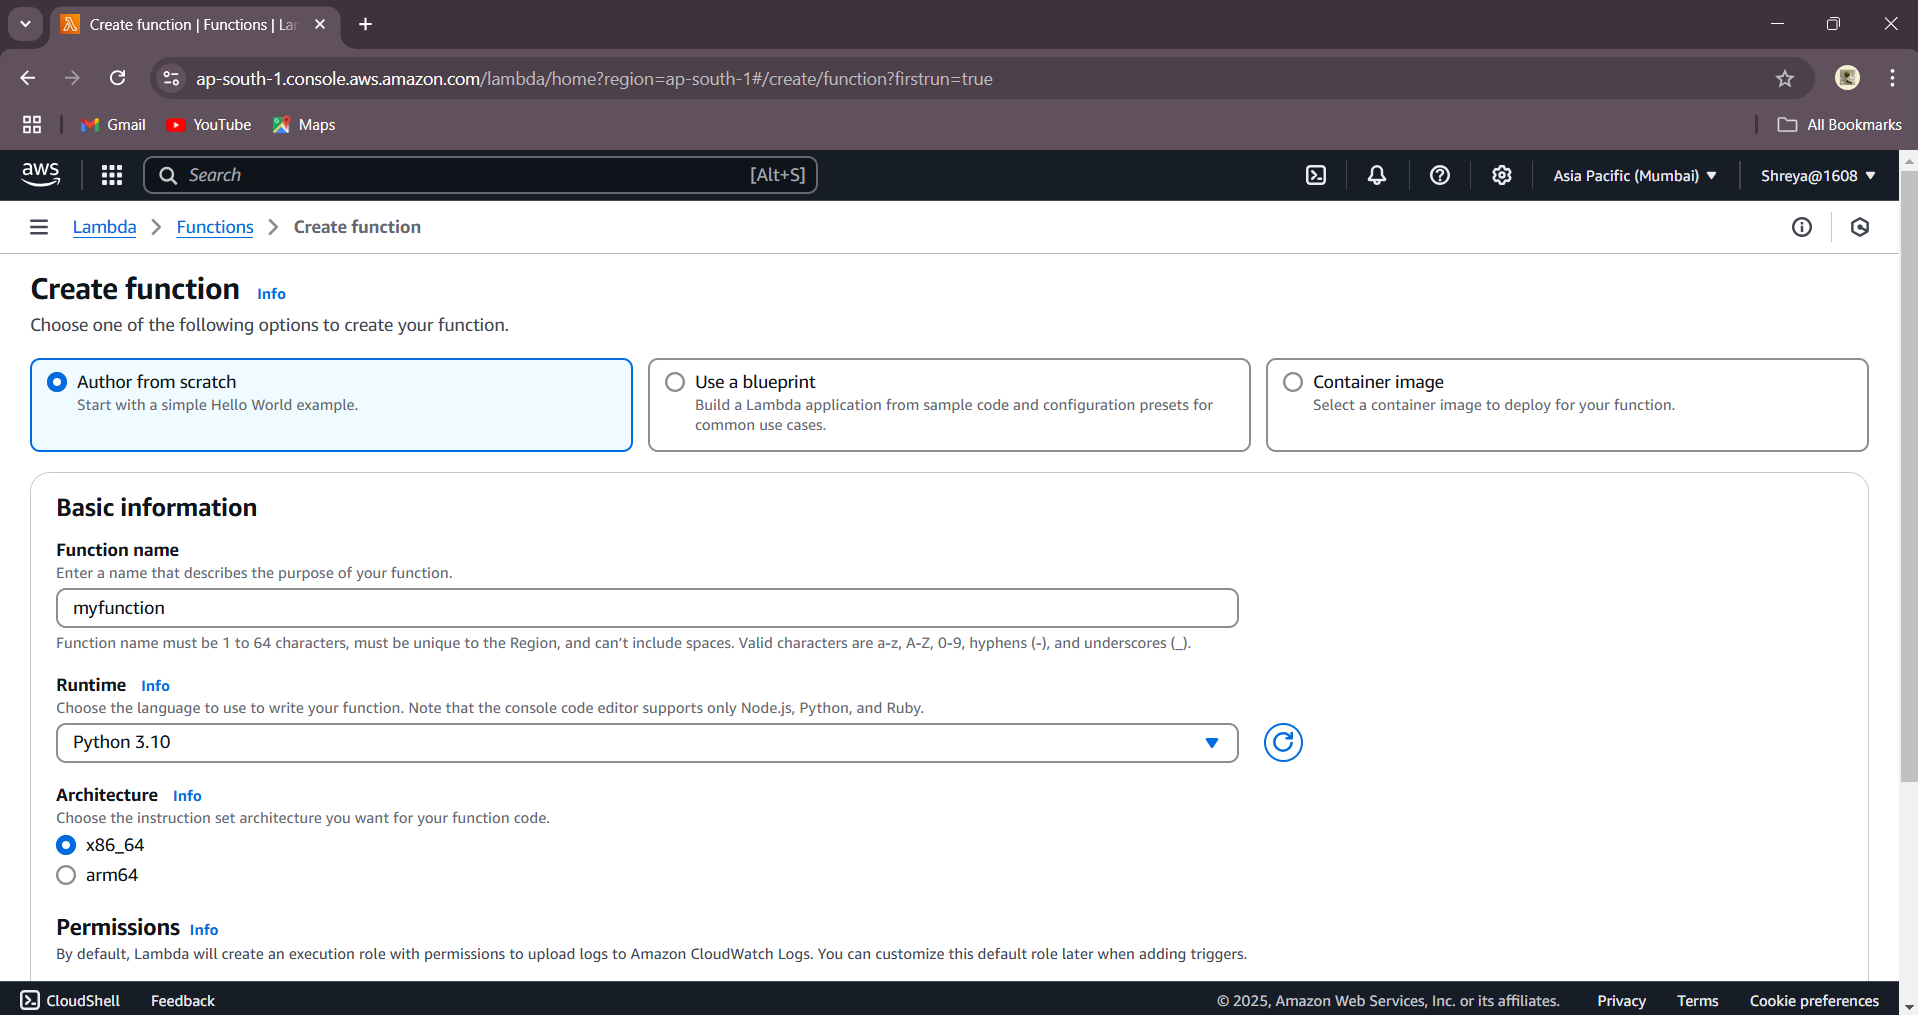 Create function | Functions | La
ap-south-1.console.aws.amazon.com/lambda/home?region=ap-south-1#/create/function?firstrun=true
Gmail YouTube Maps All Bookmarks
aws Search [Alt+S] Asia Pacific (Mumbai) Shreya@1608
Lambda Functions Create function
Create function Info
Choose one of the following options to create your function.
Author from scratch
Start with a simple Hello World example.
Use a blueprint
Build a Lambda application from sample code and configuration presets for
common use cases.
Container image
Select a container image to deploy for your function.
Basic information
Function name
Enter a name that describes the purpose of your function.
myfunction
Function name must be 1 to 64 characters, must be unique to the Region, and can't include spaces. Valid characters are a-z, A-Z, 0-9, hyphens (-), and underscores (_).
Runtime Info
Choose the language to use to write your function. Note that the console code editor supports only Node.js, Python, and Ruby.
Python 3.10
Architecture Info
Choose the instruction set architecture you want for your function code.
x86_64
arm64
Permissions Info
By default, Lambda will create an execution role with permissions to upload logs to Amazon CloudWatch Logs. You can customize this default role later when adding triggers.
CloudShell Feedback © 2025, Amazon Web Services, Inc. or its affiliates. Privacy Terms Cookie preferences